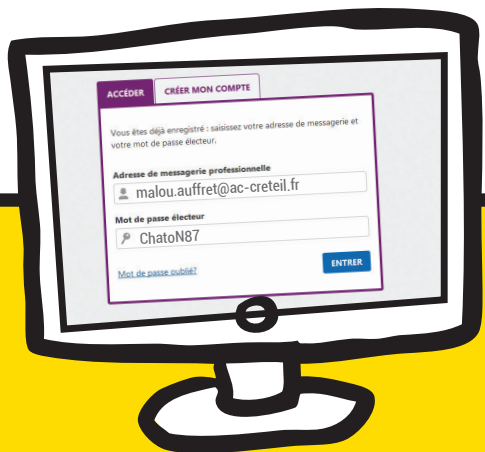 ACCÉDER
CRÉER MON COMPTE
Vous êtes déjà enregistré : saisissez votre adresse de messagerie et
votre mot de passe électeur.
Adresse de messagerie professionnelle
malou.auffret@ac-creteil.fr
Mot de passe électeur
ChatoN87
Mot de passe oublié?
ENTRER